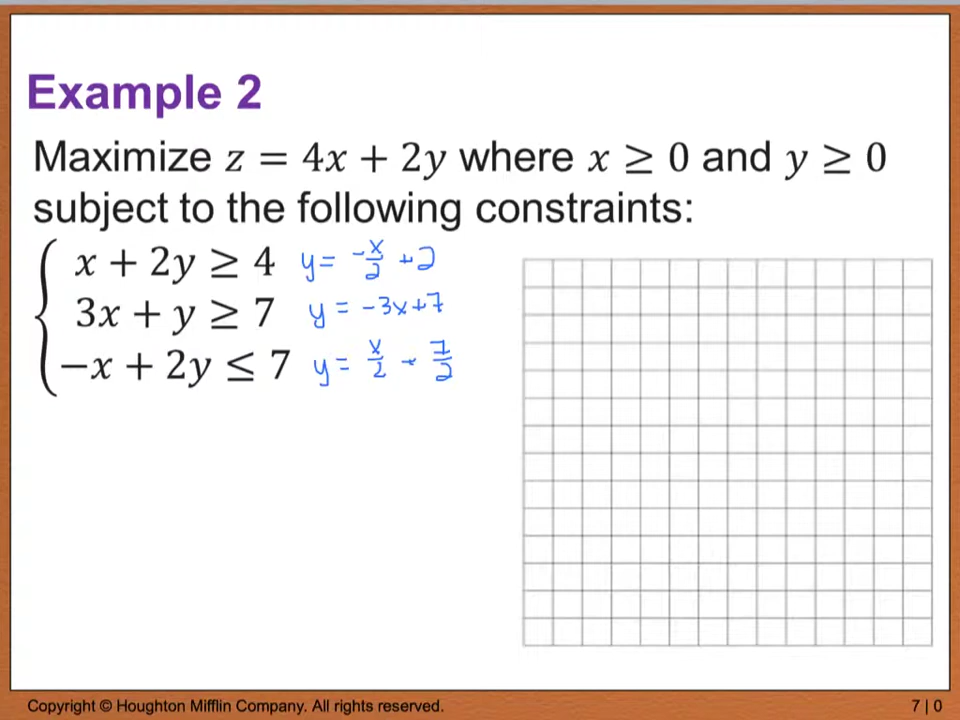 Example 2
Maximize z = 4x + 2y where x ≥ 0 and y ≥ 0
subject to the following constraints:
x + 2y ≥ 4 y = -x/2 + 2
3x + y ≥ 7 y = -3x+7
−x + 2y ≤ 7 y = x/2 - 7/2
Copyright © Houghton Mifflin Company. All rights reserved. 7 | 0